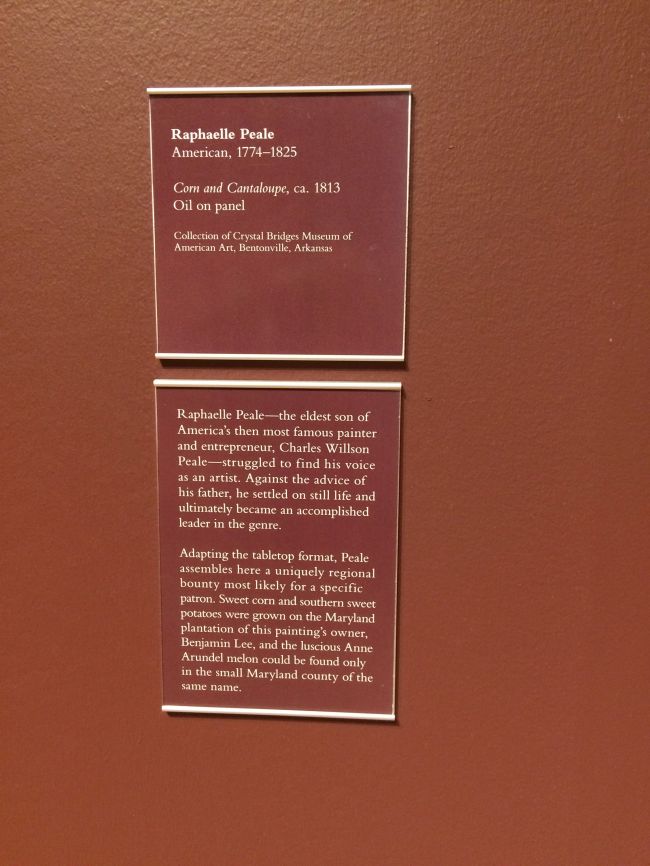 Raphaelle Peale
American, 1774–1825
Corn and Cantaloupe, ca. 1813
Oil on panel
Collection of Crystal Bridges Museum of
American Art, Bentonville, Arkansas
Raphaelle Peale—the eldest son of
America's then most famous painter
and entrepreneur, Charles Willson
Peale—struggled to find his voice
as an artist. Against the advice of
his father, he settled on still life and
ultimately became an accomplished
leader in the genre.
Adapting the tabletop format, Peale
assembles here a uniquely regional
bounty most likely for a specific
patron. Sweet corn and southern sweet
potatoes were grown on the Maryland
plantation of this painting's owner,
Benjamin Lee, and the luscious Anne
Arundel melon could be found only
in the small Maryland county of the
same name.